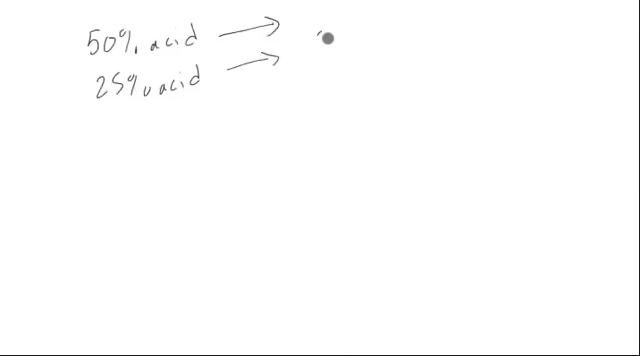 50% acid →
25% acid →